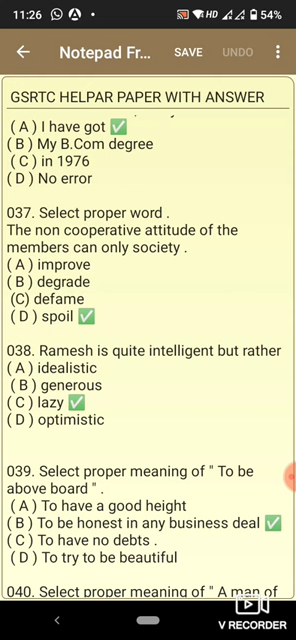 11:26
HD
54%
Notepad Fr...
SAVE
UNDO
GSRTC HELPAR PAPER WITH ANSWER
( A ) I have got ✅
( B ) My B.Com degree
( C ) in 1976
( D ) No error
037. Select proper word .
The non cooperative attitude of the
members can only society .
( A ) improve
( B ) degrade
(C) defame
( D ) spoil ✅
038. Ramesh is quite intelligent but rather
( A ) idealistic
( B ) generous
( C ) lazy ✅
( D ) optimistic
039. Select proper meaning of " To be
above board " .
( A ) To have a good height
( B ) To be honest in any business deal ✅
( C ) To have no debts .
( D ) To try to be beautiful
040. Select proper meaning of " A man of
V RECORDER